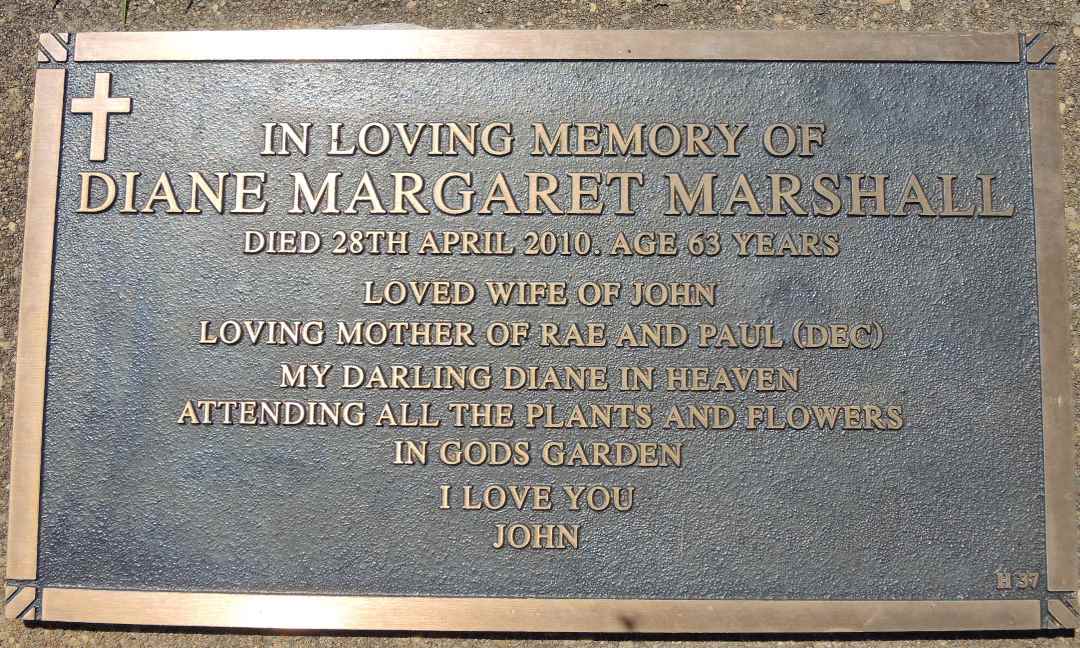 IN LOVING MEMORY OF
DIANE MARGARET MARSHALL
DIED 28TH APRIL 2010. AGE 63 YEARS
LOVED WIFE OF JOHN
LOVING MOTHER OF RAE AND PAUL (DEC)
MY DARLING DIANE IN HEAVEN
ATTENDING ALL THE PLANTS AND FLOWERS
IN GODS GARDEN
I LOVE YOU
JOHN
H 37